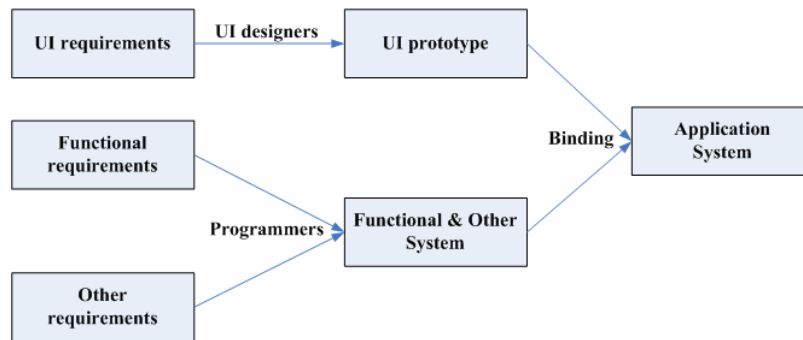 UI requirements
UI designers
UI prototype
Functional
requirements
Binding
Application
System
Programmers
Functional & Other
System
Other
requirements